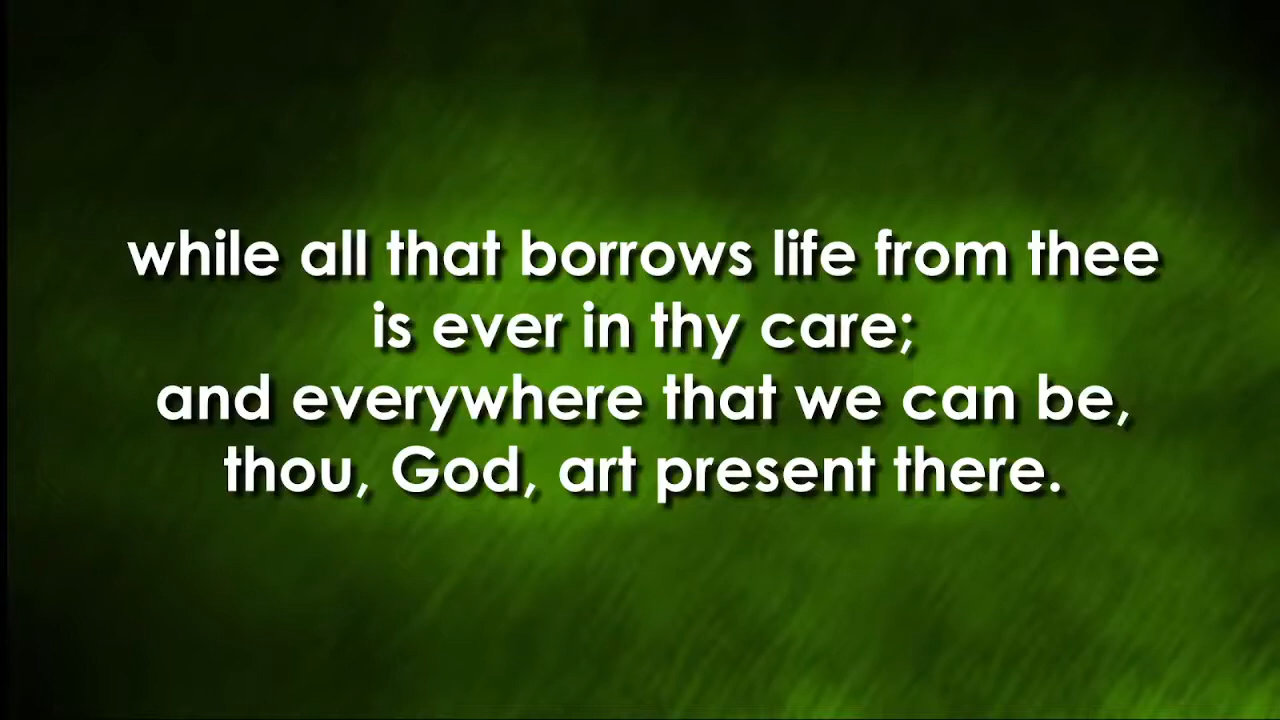 while all that borrows life from thee
is ever in thy care;
and everywhere that we can be,
thou, God, art present there.